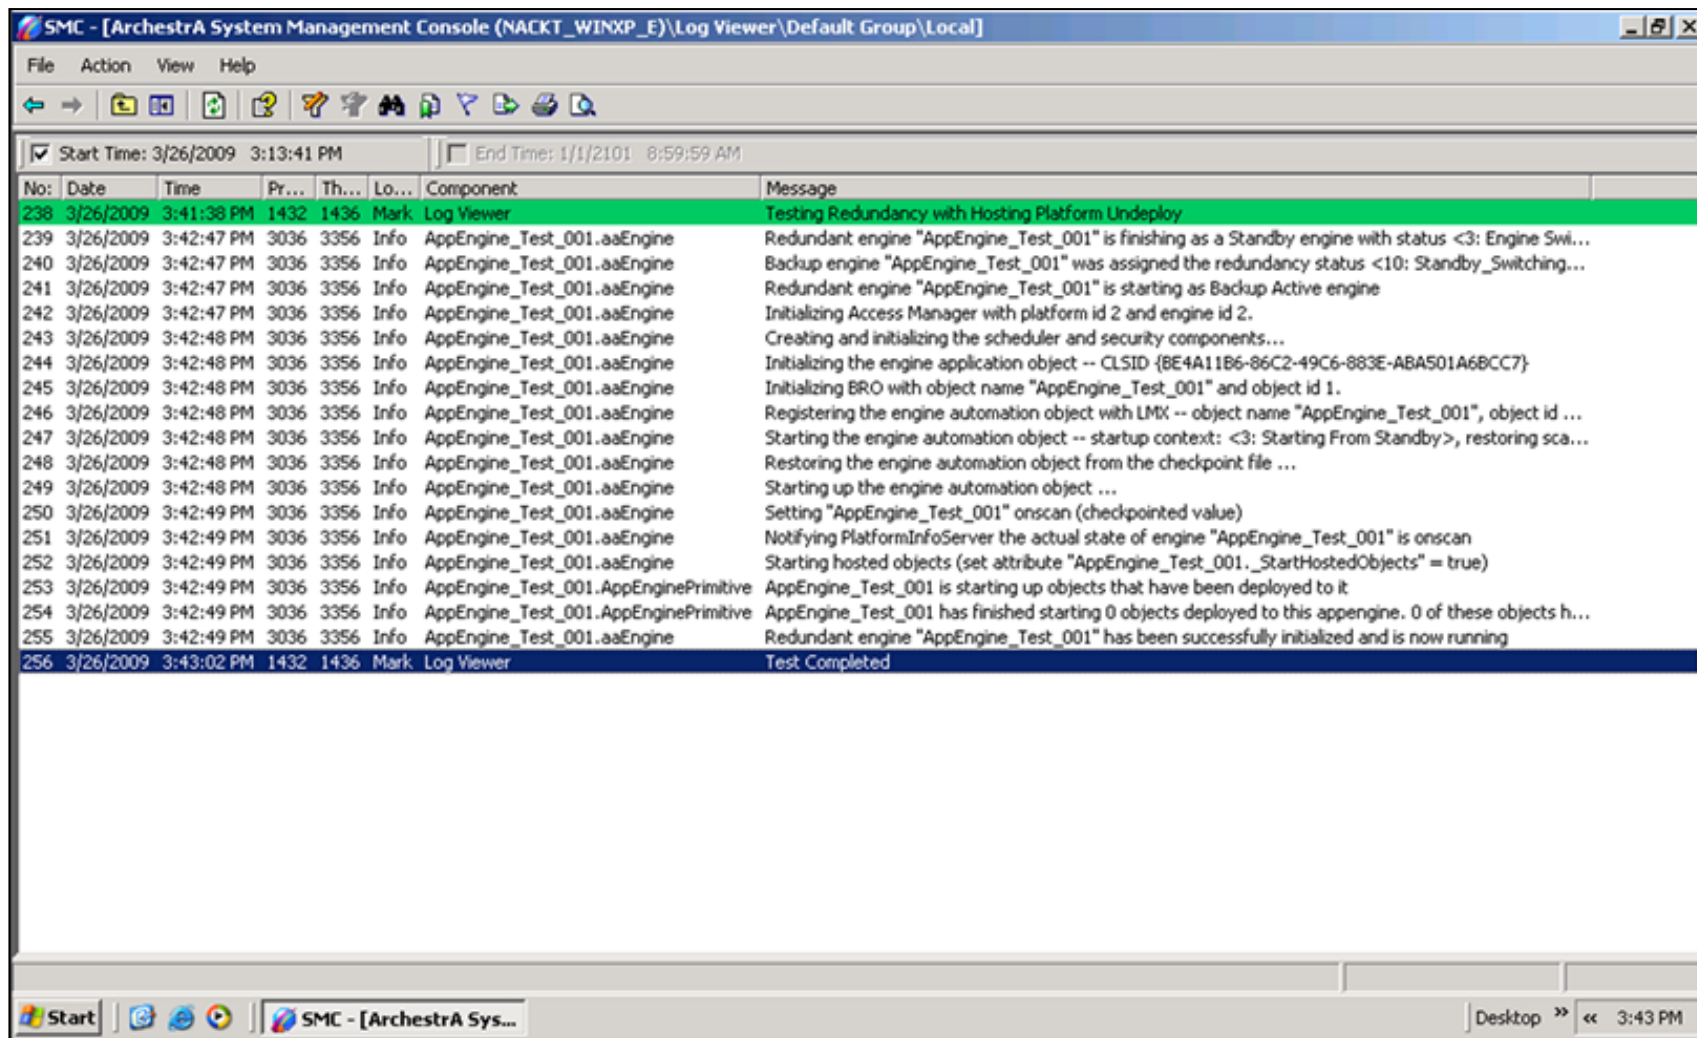 SMC - [ArchestrA System Management Console (NACKT_WINXP_E)\Log Viewer\Default Group\Local]
File Action View Help
Start Time: 3/26/2009 3:13:41 PM End Time: 1/1/2101 8:59:59 AM
No: Date Time Pr... Th... Lo... Component Message
238 3/26/2009 3:41:38 PM 1432 1436 Mark Log Viewer Testing Redundancy with Hosting Platform Undeploy
239 3/26/2009 3:42:47 PM 3036 3356 Info AppEngine_Test_001.aaEngine Redundant engine "AppEngine_Test_001" is finishing as a Standby engine with status <3: Engine Swi...
240 3/26/2009 3:42:47 PM 3036 3356 Info AppEngine_Test_001.aaEngine Backup engine "AppEngine_Test_001" was assigned the redundancy status <10: Standby_Switching...
241 3/26/2009 3:42:47 PM 3036 3356 Info AppEngine_Test_001.aaEngine Redundant engine "AppEngine_Test_001" is starting as Backup Active engine
242 3/26/2009 3:42:47 PM 3036 3356 Info AppEngine_Test_001.aaEngine Initializing Access Manager with platform id 2 and engine id 2.
243 3/26/2009 3:42:48 PM 3036 3356 Info AppEngine_Test_001.aaEngine Creating and initializing the scheduler and security components...
244 3/26/2009 3:42:48 PM 3036 3356 Info AppEngine_Test_001.aaEngine Initializing the engine application object -- CLSID {BE4A11B6-86C2-49C6-883E-ABA501A6BCC7}
245 3/26/2009 3:42:48 PM 3036 3356 Info AppEngine_Test_001.aaEngine Initializing BRO with object name "AppEngine_Test_001" and object id 1.
246 3/26/2009 3:42:48 PM 3036 3356 Info AppEngine_Test_001.aaEngine Registering the engine automation object with LMX -- object name "AppEngine_Test_001", object id ...
247 3/26/2009 3:42:48 PM 3036 3356 Info AppEngine_Test_001.aaEngine Starting the engine automation object -- startup context: <3: Starting From Standby>, restoring sca...
248 3/26/2009 3:42:48 PM 3036 3356 Info AppEngine_Test_001.aaEngine Restoring the engine automation object from the checkpoint file ...
249 3/26/2009 3:42:48 PM 3036 3356 Info AppEngine_Test_001.aaEngine Starting up the engine automation object ...
250 3/26/2009 3:42:49 PM 3036 3356 Info AppEngine_Test_001.aaEngine Setting "AppEngine_Test_001" onscan (checkpointed value)
251 3/26/2009 3:42:49 PM 3036 3356 Info AppEngine_Test_001.aaEngine Notifying PlatformInfoServer the actual state of engine "AppEngine_Test_001" is onscan
252 3/26/2009 3:42:49 PM 3036 3356 Info AppEngine_Test_001.aaEngine Starting hosted objects (set attribute "AppEngine_Test_001._StartHostedObjects" = true)
253 3/26/2009 3:42:49 PM 3036 3356 Info AppEngine_Test_001.AppEnginePrimitive AppEngine_Test_001 is starting up objects that have been deployed to it
254 3/26/2009 3:42:49 PM 3036 3356 Info AppEngine_Test_001.AppEnginePrimitive AppEngine_Test_001 has finished starting 0 objects deployed to this appengine. 0 of these objects h...
255 3/26/2009 3:42:49 PM 3036 3356 Info AppEngine_Test_001.aaEngine Redundant engine "AppEngine_Test_001" has been successfully initialized and is now running
256 3/26/2009 3:43:02 PM 1432 1436 Mark Log Viewer Test Completed
Start SMC - [ArchestrA Sys... Desktop » « 3:43 PM